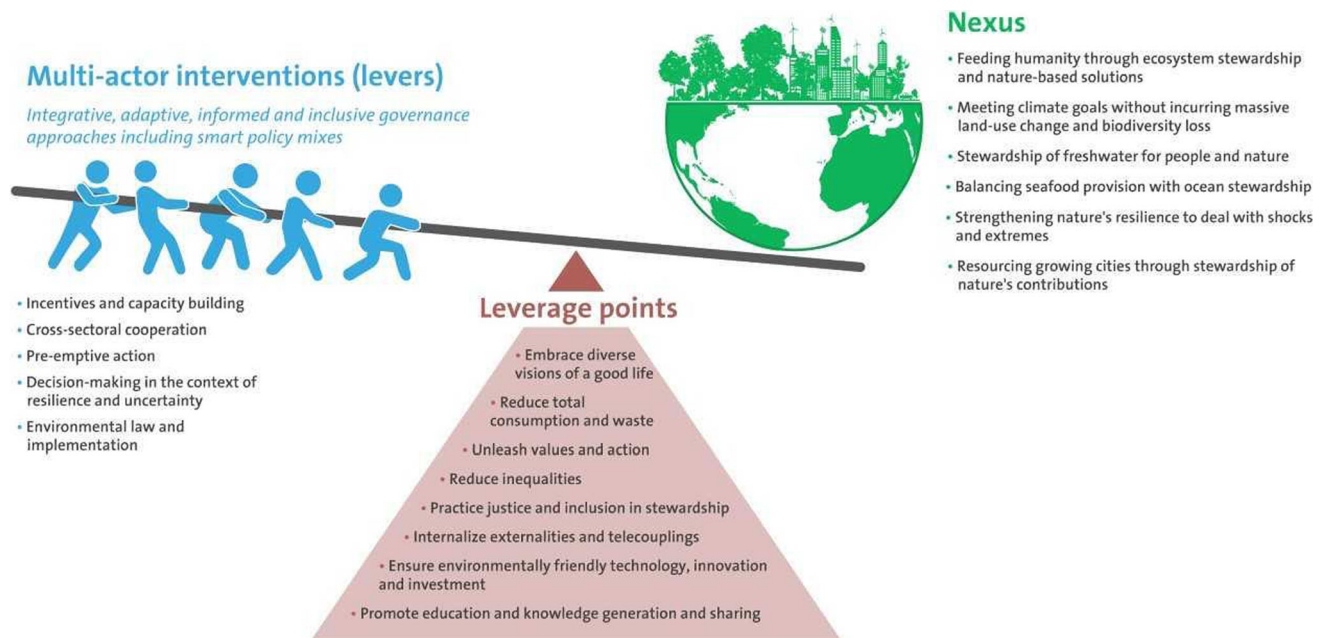 Multi-actor interventions (levers)
Integrative, adaptive, informed and inclusive governance
approaches including smart policy mixes
• Incentives and capacity building
• Cross-sectoral cooperation
• Pre-emptive action
• Decision-making in the context of
resilience and uncertainty
• Environmental law and
implementation
Leverage points
• Embrace diverse
visions of a good life
• Reduce total
consumption and waste
• Unleash values and action
• Reduce inequalities
• Practice justice and inclusion in stewardship
• Internalize externalities and telecouplings
• Ensure environmentally friendly technology, innovation
and investment
• Promote education and knowledge generation and sharing
Nexus
• Feeding humanity through ecosystem stewardship
and nature-based solutions
• Meeting climate goals without incurring massive
land-use change and biodiversity loss
• Stewardship of freshwater for people and nature
• Balancing seafood provision with ocean stewardship
• Strengthening nature's resilience to deal with shocks
and extremes
• Resourcing growing cities through stewardship of
nature's contributions